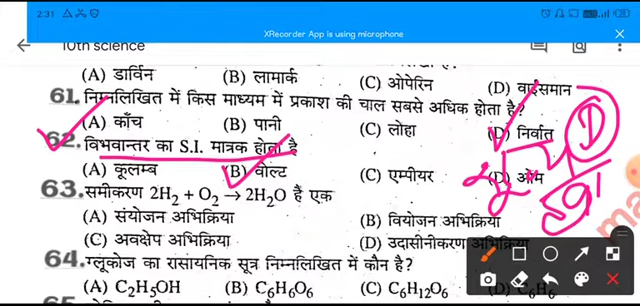 2:31
XRecorder App is using microphone
10th science
(A) डार्विन (B) लामार्क (C) ओपेरिन (D) वाईसमान
61. निम्नलिखित में किस माध्यम में प्रकाश की चाल सबसे अधिक होता है?
(A) काँच (B) पानी (C) लोहा (D) निर्वात
62. विभवान्तर का S.I. मात्रक होता है
(A) कूलम्ब (B) वोल्ट (C) एम्पीयर (D) ओम
63. समीकरण 2H₂ + O₂ → 2H₂O है एक
(A) संयोजन अभिक्रिया (B) वियोजन अभिक्रिया
(C) अवक्षेप अभिक्रिया (D) उदासीनीकरण अभिक्रिया
64. ग्लूकोज का रासायनिक सूत्र निम्नलिखित में कौन है?
(A) C₂H₅OH (B) C₆H₆O₆ (C) C₆H₁₂O₆ (D) C₆H₆
D